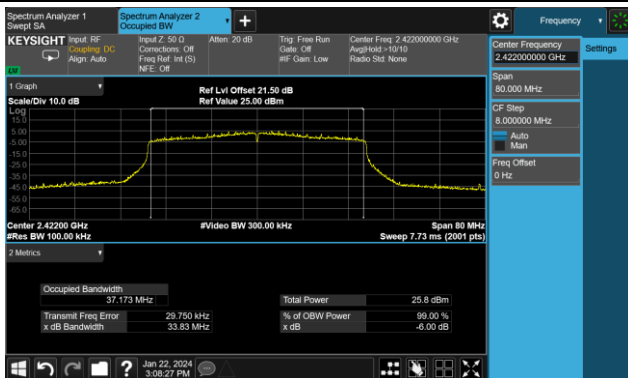 Spectrum Analyzer 1
Swept SA
Spectrum Analyzer 2
Occupied BW
+
Frequency
KEYSIGHT
Input: RF
Coupling: DC
Align: Auto
Input Z: 50 Ω
Corrections: Off
Freq Ref: Int (S)
NFE: Off
Atten: 20 dB
Trig: Free Run
Gate: Off
#IF Gain: Low
Center Freq: 2.422000000 GHz
Avg|Hold:>10/10
Radio Std: None
LXI
Center Frequency
2.422000000 GHz
Settings
Span
80.000 MHz
CF Step
8.000000 MHz
Auto
Man
Freq Offset
0 Hz
1 Graph
Scale/Div 10.0 dB
Ref Lvl Offset 21.50 dB
Ref Value 25.00 dBm
Log
15.0
5.00
-5.00
-15.0
-25.0
-35.0
-45.0
-55.0
-65.0
Center 2.42200 GHz
#Res BW 100.00 kHz
#Video BW 300.00 kHz
Span 80 MHz
Sweep 7.73 ms (2001 pts)
2 Metrics
Occupied Bandwidth
37.173 MHz
Transmit Freq Error 29.750 kHz
x dB Bandwidth 33.83 MHz
Total Power 25.8 dBm
% of OBW Power 99.00 %
x dB -6.00 dB
?
Jan 22, 2024
3:08:27 PM